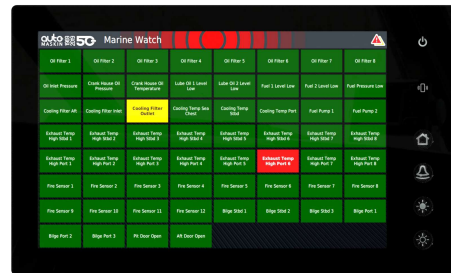 auto MASKIN 50 Marine Watch
Oil Filter 1 Oil Filter 2 Oil Filter 3 Oil Filter 4 Oil Filter 5 Oil Filter 6 Oil Filter 7 Oil Filter 8
Oil Inlet Pressure Crank House Oil Pressure Crank House Oil Temperature Lube Oil 1 Level Low Lube Oil 2 Level Low Fuel 1 Level Low Fuel 2 Level Low Fuel Pressure Low
Cooling Filter Aft Cooling Filter Inlet Cooling Filter Outlet Cooling Temp Sea Chest Cooling Temp Stbd Cooling Temp Port Fuel Pump 1 Fuel Pump 2
Exhaust Temp High Stbd 1 Exhaust Temp High Stbd 2 Exhaust Temp High Stbd 3 Exhaust Temp High Stbd 4 Exhaust Temp High Stbd 5 Exhaust Temp High Stbd 6 Exhaust Temp High Stbd 7 Exhaust Temp High Stbd 8
Exhaust Temp High Port 1 Exhaust Temp High Port 2 Exhaust Temp High Port 3 Exhaust Temp High Port 4 Exhaust Temp High Port 5 Exhaust Temp High Port 6 Exhaust Temp High Port 7 Exhaust Temp High Port 8
Fire Sensor 1 Fire Sensor 2 Fire Sensor 3 Fire Sensor 4 Fire Sensor 5 Fire Sensor 6 Fire Sensor 7 Fire Sensor 8
Fire Sensor 9 Fire Sensor 10 Fire Sensor 11 Fire Sensor 12 Bilge Stbd 1 Bilge Stbd 2 Bilge Stbd 3 Bilge Port 1
Bilge Port 2 Bilge Port 3 Pit Door Open Aft Door Open